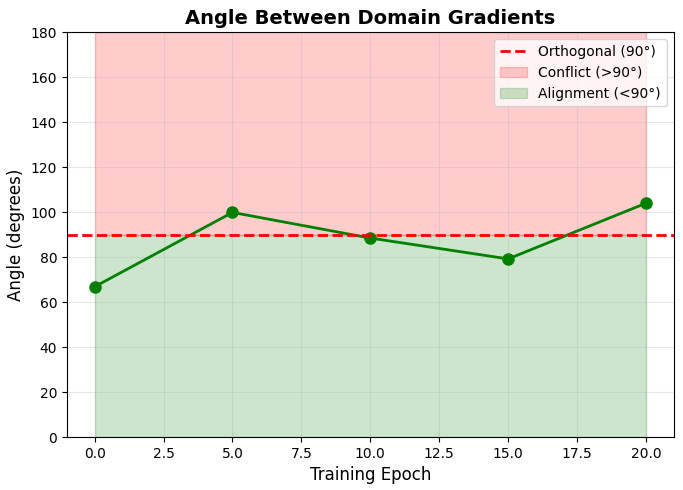 Angle Between Domain Gradients
Orthogonal (90°)
Conflict (>90°)
Alignment (<90°)
180
160
140
120
100
80
60
40
20
0
Angle (degrees)
0.0 2.5 5.0 7.5 10.0 12.5 15.0 17.5 20.0
Training Epoch